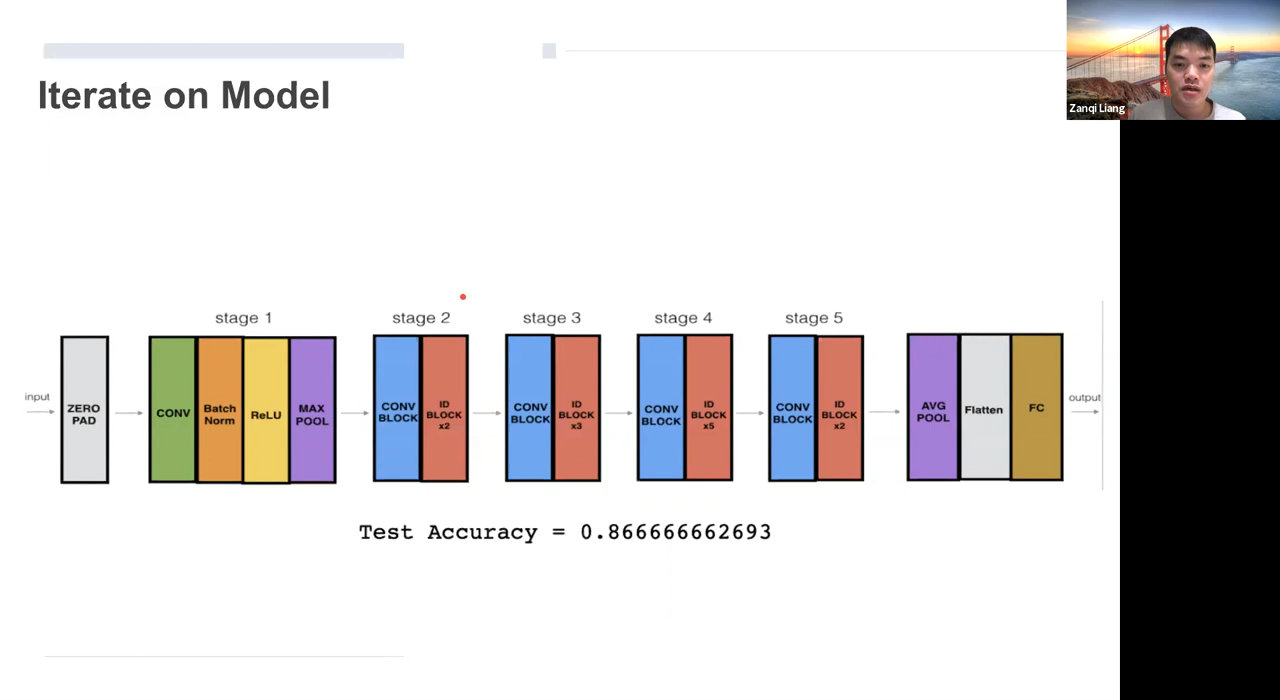 Iterate on Model
Zanqi Liang
stage 1
stage 2
stage 3
stage 4
stage 5
input
ZERO
PAD
CONV
Batch
Norm
ReLU
MAX
POOL
CONV
BLOCK
ID
BLOCK
x2
CONV
BLOCK
ID
BLOCK
x3
CONV
BLOCK
ID
BLOCK
x5
CONV
BLOCK
ID
BLOCK
x2
AVG
POOL
Flatten
FC
output
Test Accuracy = 0.866666662693